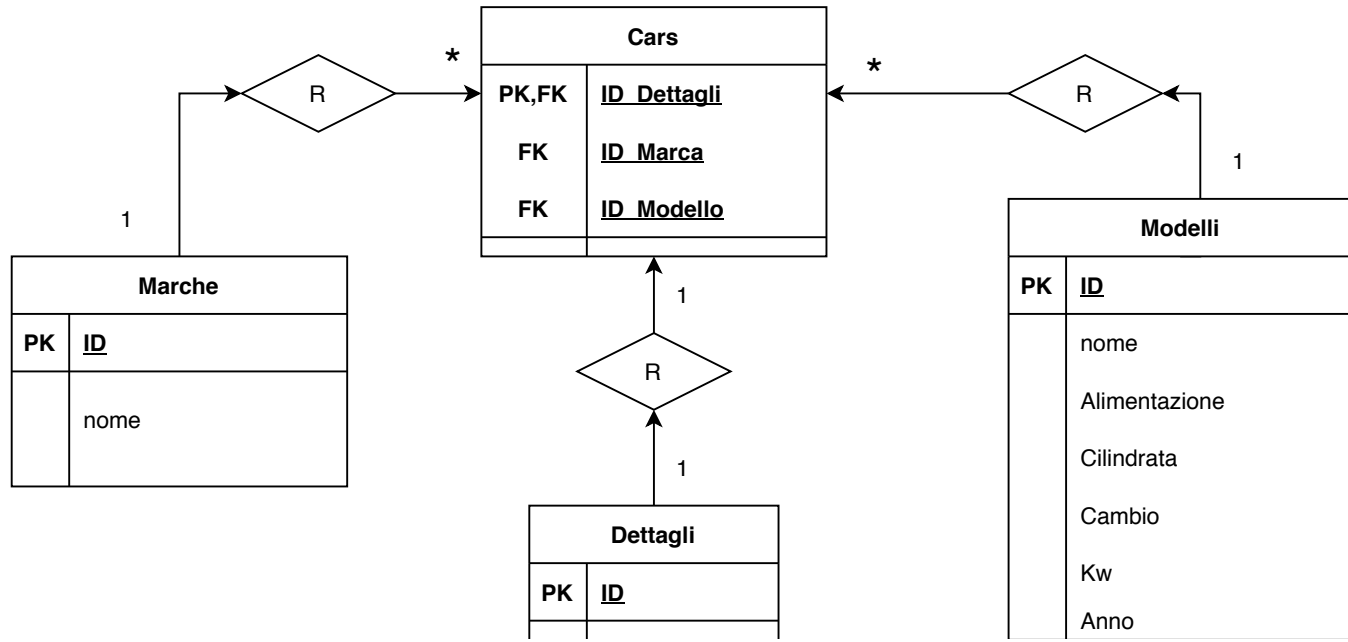 Cars
PK,FK ID_Dettagli
FK ID_Marca
FK ID_Modello
R
*
1
R
*
1
Marche
PK ID
nome
1
R
1
Dettagli
PK ID
Modelli
PK ID
nome
Alimentazione
Cilindrata
Cambio
Kw
Anno